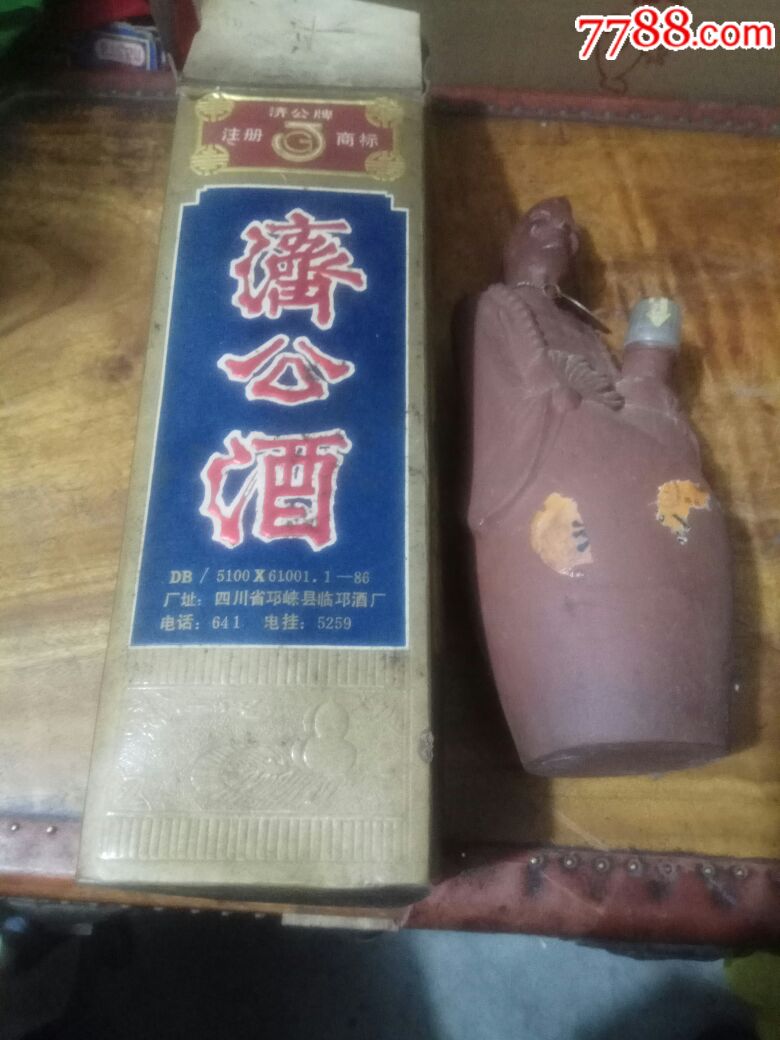 7788.com
济公牌
注册 商标
濟公酒
DB / 5100 X 61001.1—86
厂址：四川省邛崃县临邛酒厂
电话：641 电挂：5259